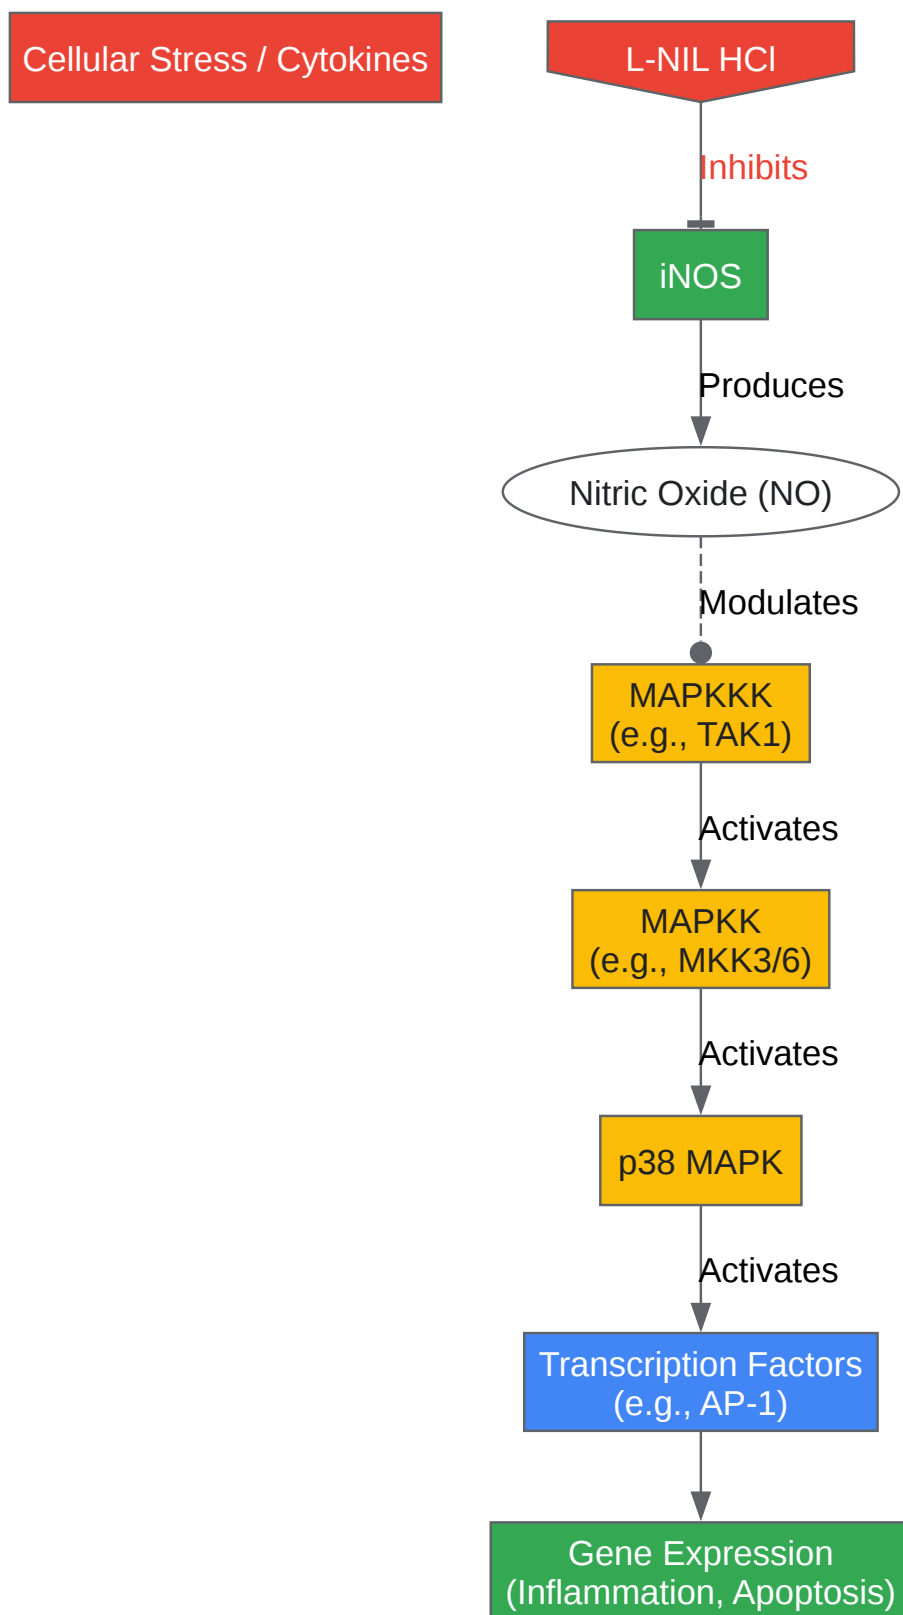 Cellular Stress / Cytokines
L-NIL HCl
Inhibits
iNOS
Produces
Nitric Oxide (NO)
Modulates
MAPKKK
(e.g., TAK1)
Activates
MAPKK
(e.g., MKK3/6)
Activates
p38 MAPK
Activates
Transcription Factors
(e.g., AP-1)
Gene Expression
(Inflammation, Apoptosis)